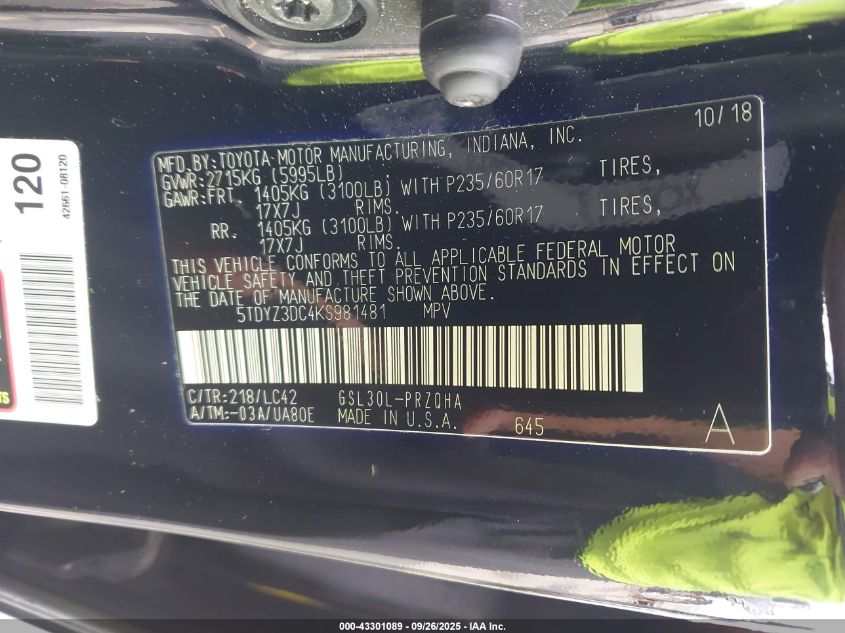 10/18
MFD.BY:TOYOTA MOTOR MANUFACTURING, INDIANA, INC.
GVWR:2715KG (5995LB)
GAWR:FRT. 1405KG (3100LB) WITH P235/60R17 TIRES,
17X7J RIMS.
RR. 1405KG (3100LB) WITH P235/60R17 TIRES,
17X7J RIMS.
THIS VEHICLE CONFORMS TO ALL APPLICABLE FEDERAL MOTOR
VEHICLE SAFETY AND THEFT PREVENTION STANDARDS IN EFFECT ON
THE DATE OF MANUFACTURE SHOWN ABOVE.
5TDYZ3DC4KS981481 MPV
C/TR:218/LC42 GSL30L-PRZQHA
A/TM:-03A/UA80E MADE IN U.S.A. 645 A
120
42661-08120
TS
000-43301089 - 09/26/2025 - IAA Inc.